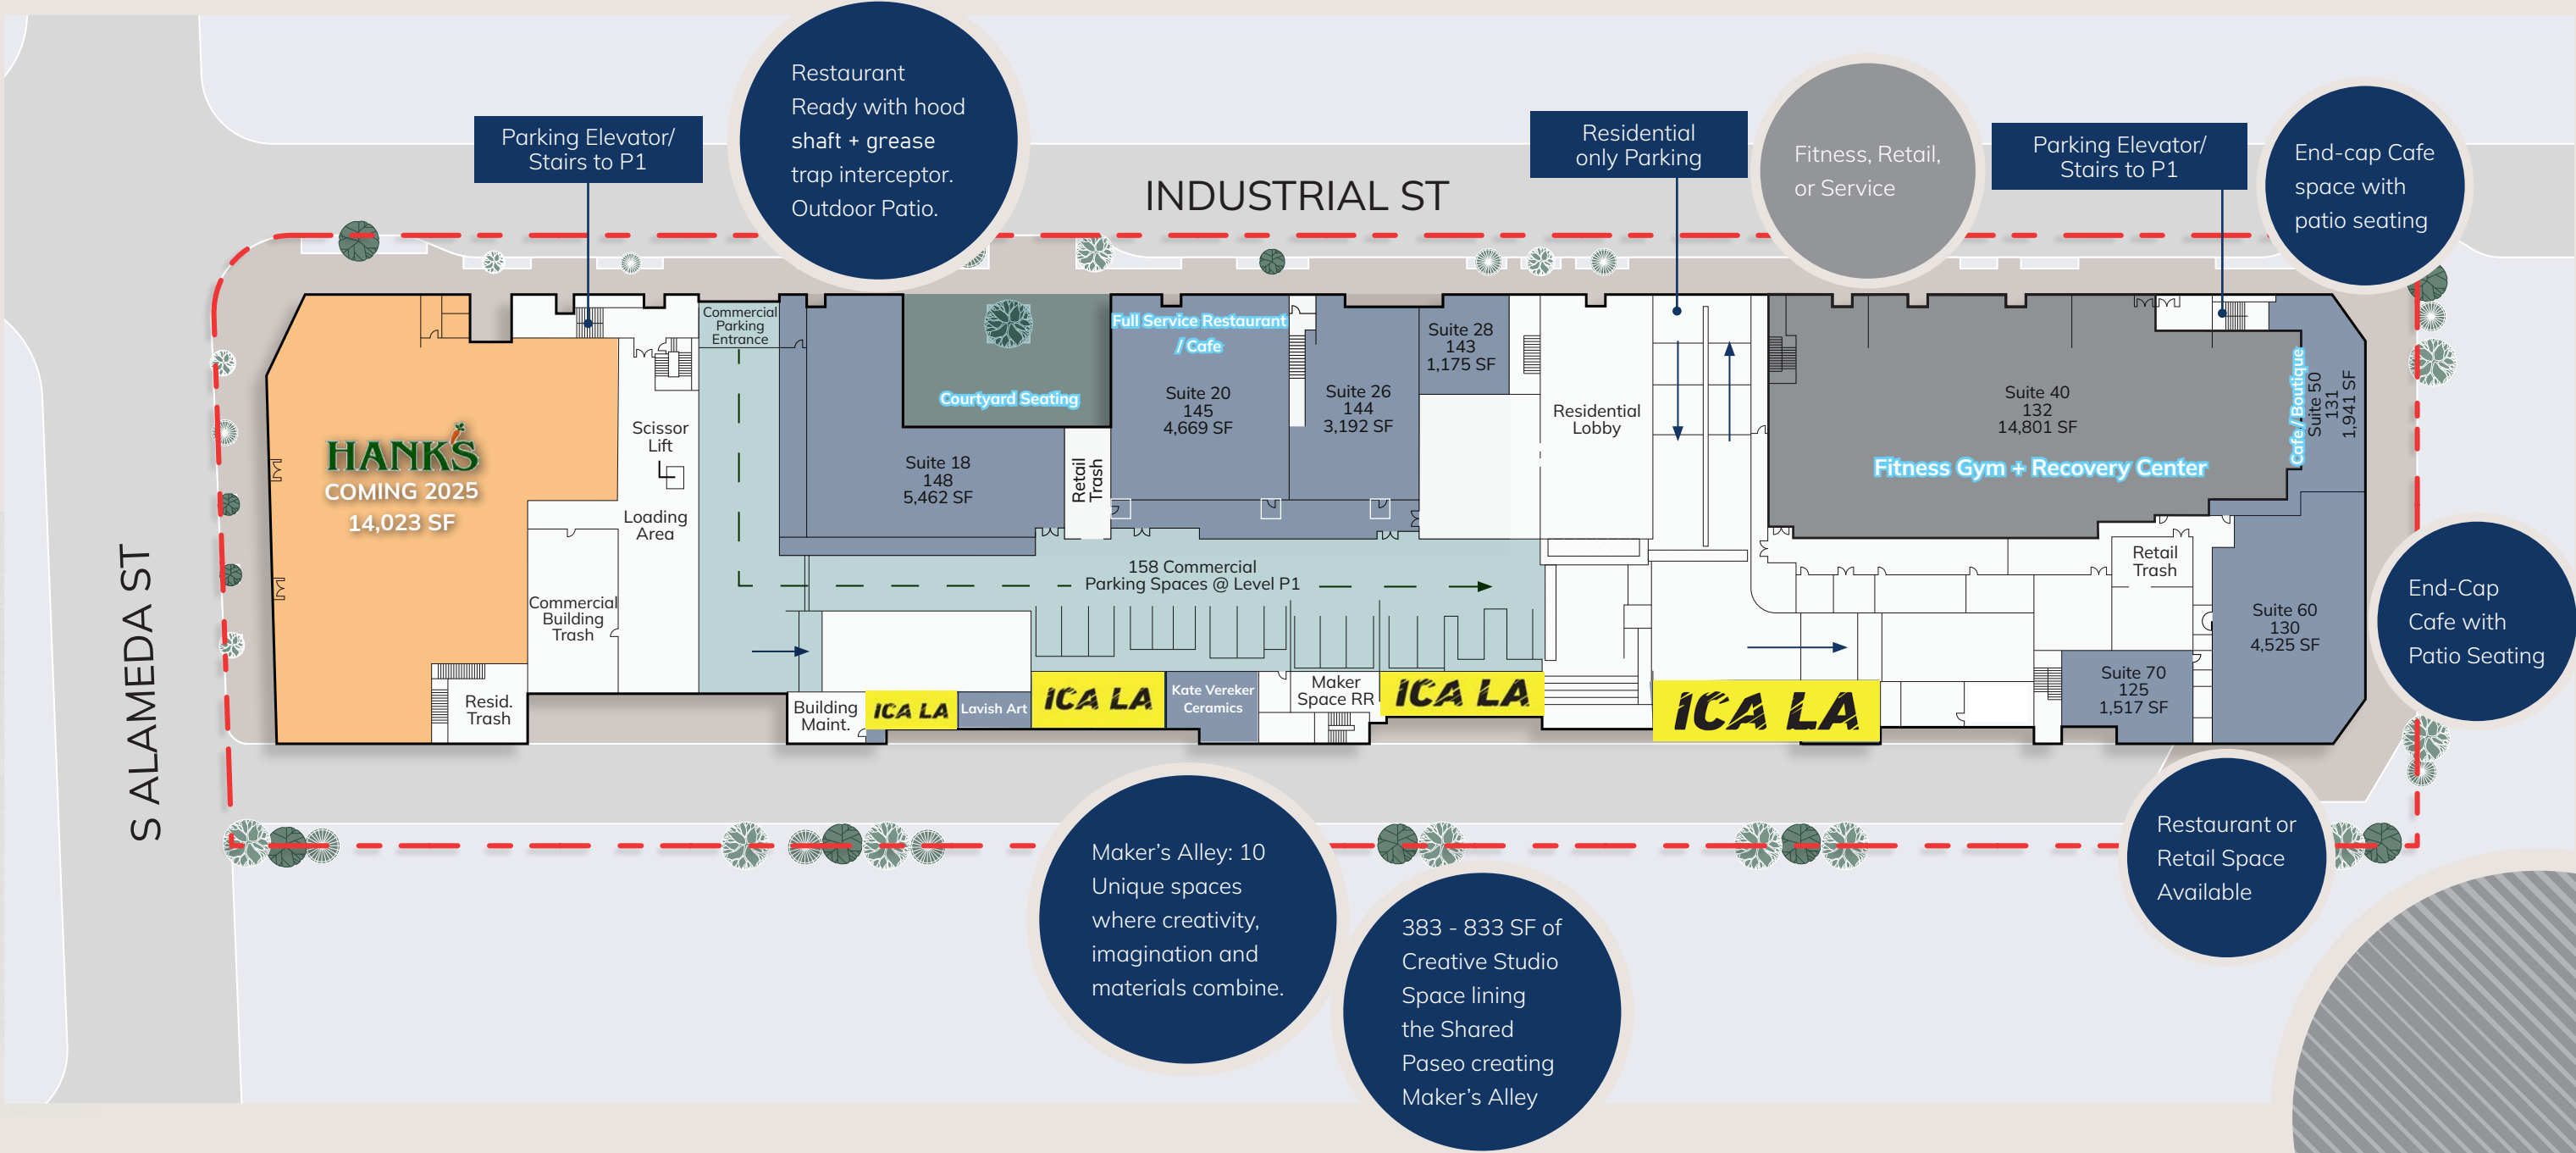 Restaurant
Ready with hood
shaft + grease
trap interceptor.
Outdoor Patio.
Parking Elevator/
Stairs to P1
Residential
only Parking
Fitness, Retail,
or Service
Parking Elevator/
Stairs to P1
End-cap Cafe
space with
patio seating
INDUSTRIAL ST
S ALAMEDA ST
HANK'S
COMING 2025
14,023 SF
Scissor
Lift
Loading
Area
Commercial
Building
Trash
Resid.
Trash
Commercial
Parking
Entrance
Courtyard Seating
Suite 18
148
5,462 SF
Retail
Trash
Full Service Restaurant
/ Cafe
Suite 20
145
4,669 SF
Suite 26
144
3,192 SF
Suite 28
143
1,175 SF
Residential
Lobby
Suite 40
132
14,801 SF
Fitness Gym + Recovery Center
Cafe / Boutique
Suite 50
131
1,941 SF
158 Commercial
Parking Spaces @ Level P1
Retail
Trash
Suite 60
130
4,525 SF
Suite 70
125
1,517 SF
Building
Maint.
ICA LA
Lavish Art
ICA LA
Kate Vereker
Ceramics
Maker
Space RR
ICA LA
ICA LA
End-Cap
Cafe with
Patio Seating
Maker's Alley: 10
Unique spaces
where creativity,
imagination and
materials combine.
383 - 833 SF of
Creative Studio
Space lining
the Shared
Paseo creating
Maker's Alley
Restaurant or
Retail Space
Available